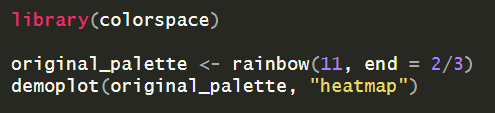 library(colorspace)
original_palette <- rainbow(11, end = 2/3)
demoplot(original_palette, "heatmap")